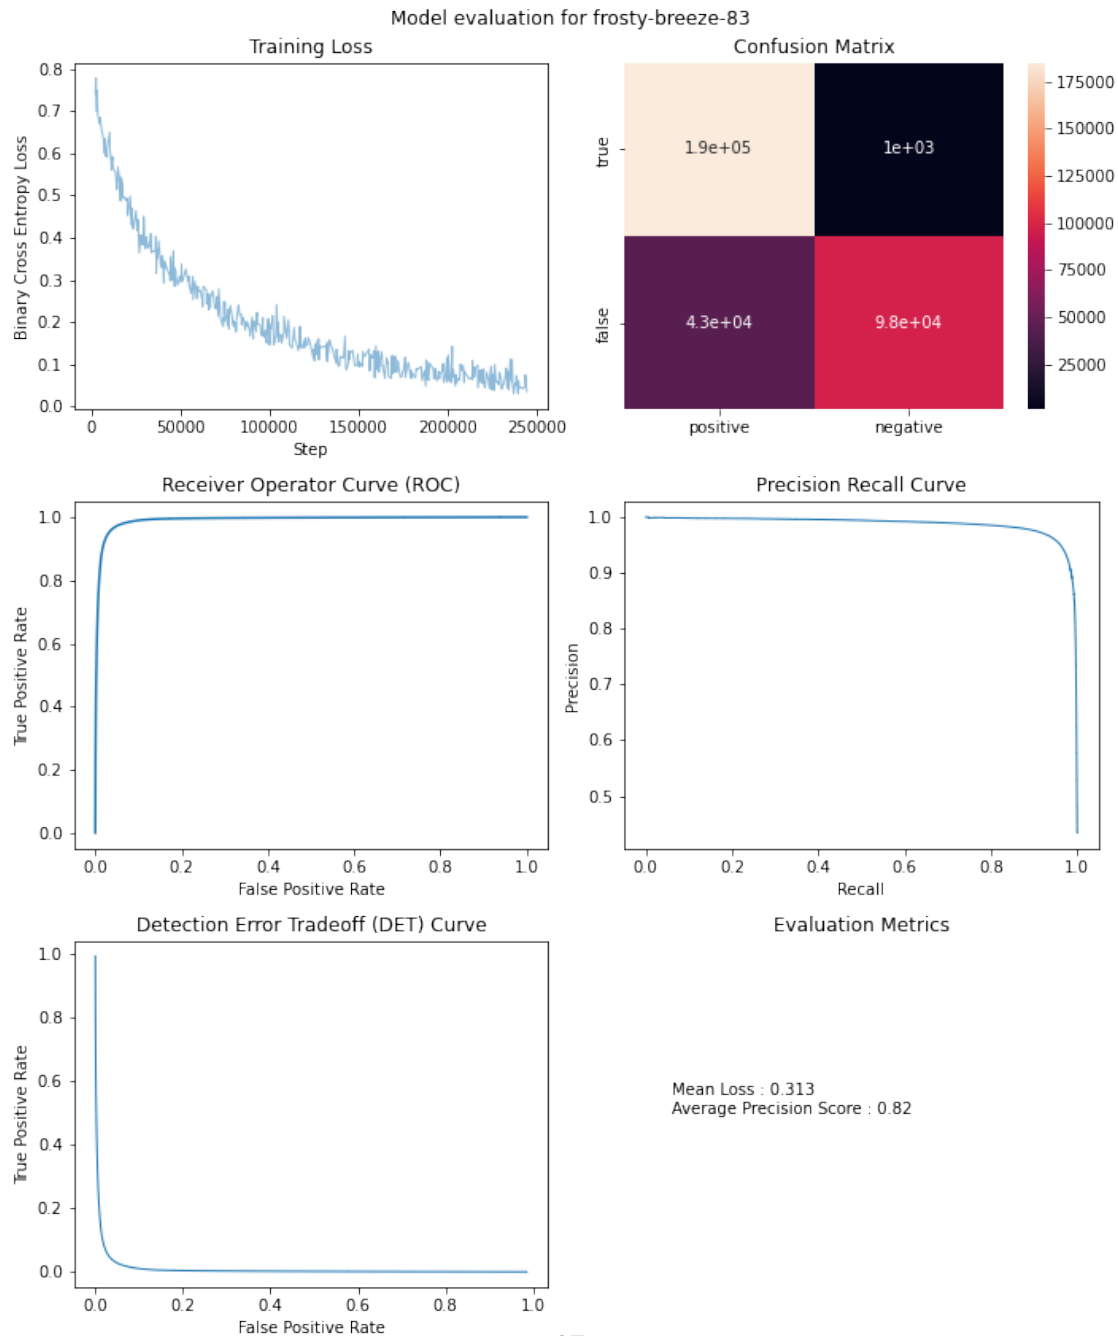 Model evaluation for frosty-breeze-83
Training Loss
Binary Cross Entropy Loss
0.8
0.7
0.6
0.5
0.4
0.3
0.2
0.1
0.0
0 50000 100000 150000 200000 250000
Step
Confusion Matrix
true
false
1.9e+05 1e+03
4.3e+04 9.8e+04
positive negative
175000
150000
125000
100000
75000
50000
25000
Receiver Operator Curve (ROC)
True Positive Rate
1.0
0.8
0.6
0.4
0.2
0.0
0.0 0.2 0.4 0.6 0.8 1.0
False Positive Rate
Precision Recall Curve
Precision
1.0
0.9
0.8
0.7
0.6
0.5
0.0 0.2 0.4 0.6 0.8 1.0
Recall
Detection Error Tradeoff (DET) Curve
True Positive Rate
1.0
0.8
0.6
0.4
0.2
0.0
0.0 0.2 0.4 0.6 0.8 1.0
False Positive Rate
Evaluation Metrics
Mean Loss : 0.313
Average Precision Score : 0.82